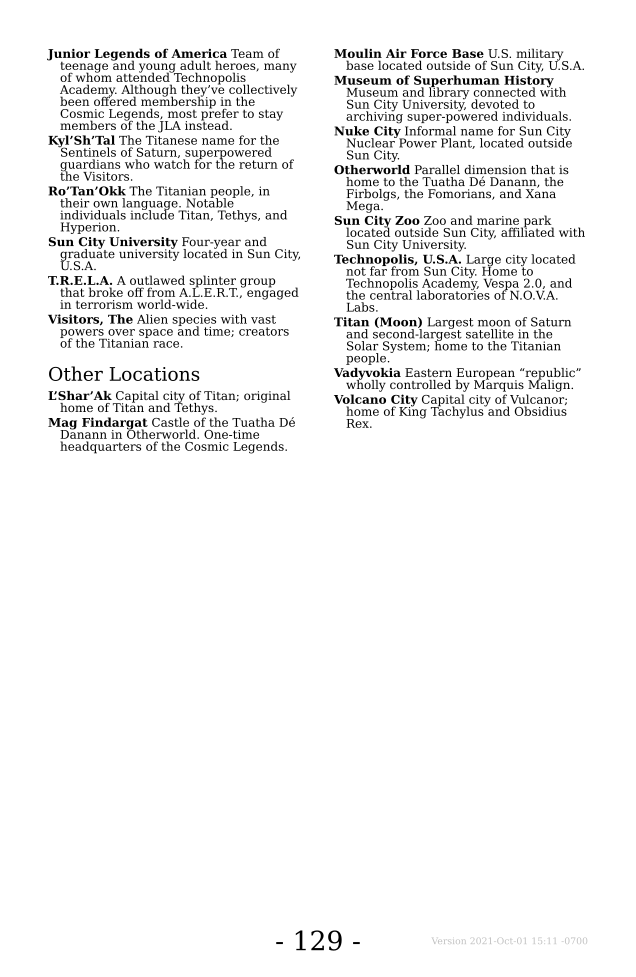 Junior Legends of America Team of
teenage and young adult heroes, many
of whom attended Technopolis
Academy. Although they’ve collectively
been offered membership in the
Cosmic Legends, most prefer to stay
members of the JLA instead.
Kyl’Sh’Tal The Titanese name for the
Sentinels of Saturn, superpowered
guardians who watch for the return of
the Visitors.
Ro’Tan’Okk The Titanian people, in
their own language. Notable
individuals include Titan, Tethys, and
Hyperion.
Sun City University Four-year and
graduate university located in Sun City,
U.S.A.
T.R.E.L.A. A outlawed splinter group
that broke off from A.L.E.R.T., engaged
in terrorism world-wide.
Visitors, The Alien species with vast
powers over space and time; creators
of the Titanian race.
Other Locations
L’Shar’Ak Capital city of Titan; original
home of Titan and Tethys.
Mag Findargat Castle of the Tuatha Dé
Danann in Otherworld. One-time
headquarters of the Cosmic Legends.
Moulin Air Force Base U.S. military
base located outside of Sun City, U.S.A.
Museum of Superhuman History
Museum and library connected with
Sun City University, devoted to
archiving super-powered individuals.
Nuke City Informal name for Sun City
Nuclear Power Plant, located outside
Sun City.
Otherworld Parallel dimension that is
home to the Tuatha Dé Danann, the
Firbolgs, the Fomorians, and Xana
Mega.
Sun City Zoo Zoo and marine park
located outside Sun City, affiliated with
Sun City University.
Technopolis, U.S.A. Large city located
not far from Sun City. Home to
Technopolis Academy, Vespa 2.0, and
the central laboratories of N.O.V.A.
Labs.
Titan (Moon) Largest moon of Saturn
and second-largest satellite in the
Solar System; home to the Titanian
people.
Vadyvokia Eastern European “republic”
wholly controlled by Marquis Malign.
Volcano City Capital city of Vulcanor;
home of King Tachylus and Obsidius
Rex.
- 129 -
Version 2021-Oct-01 15:11 -0700